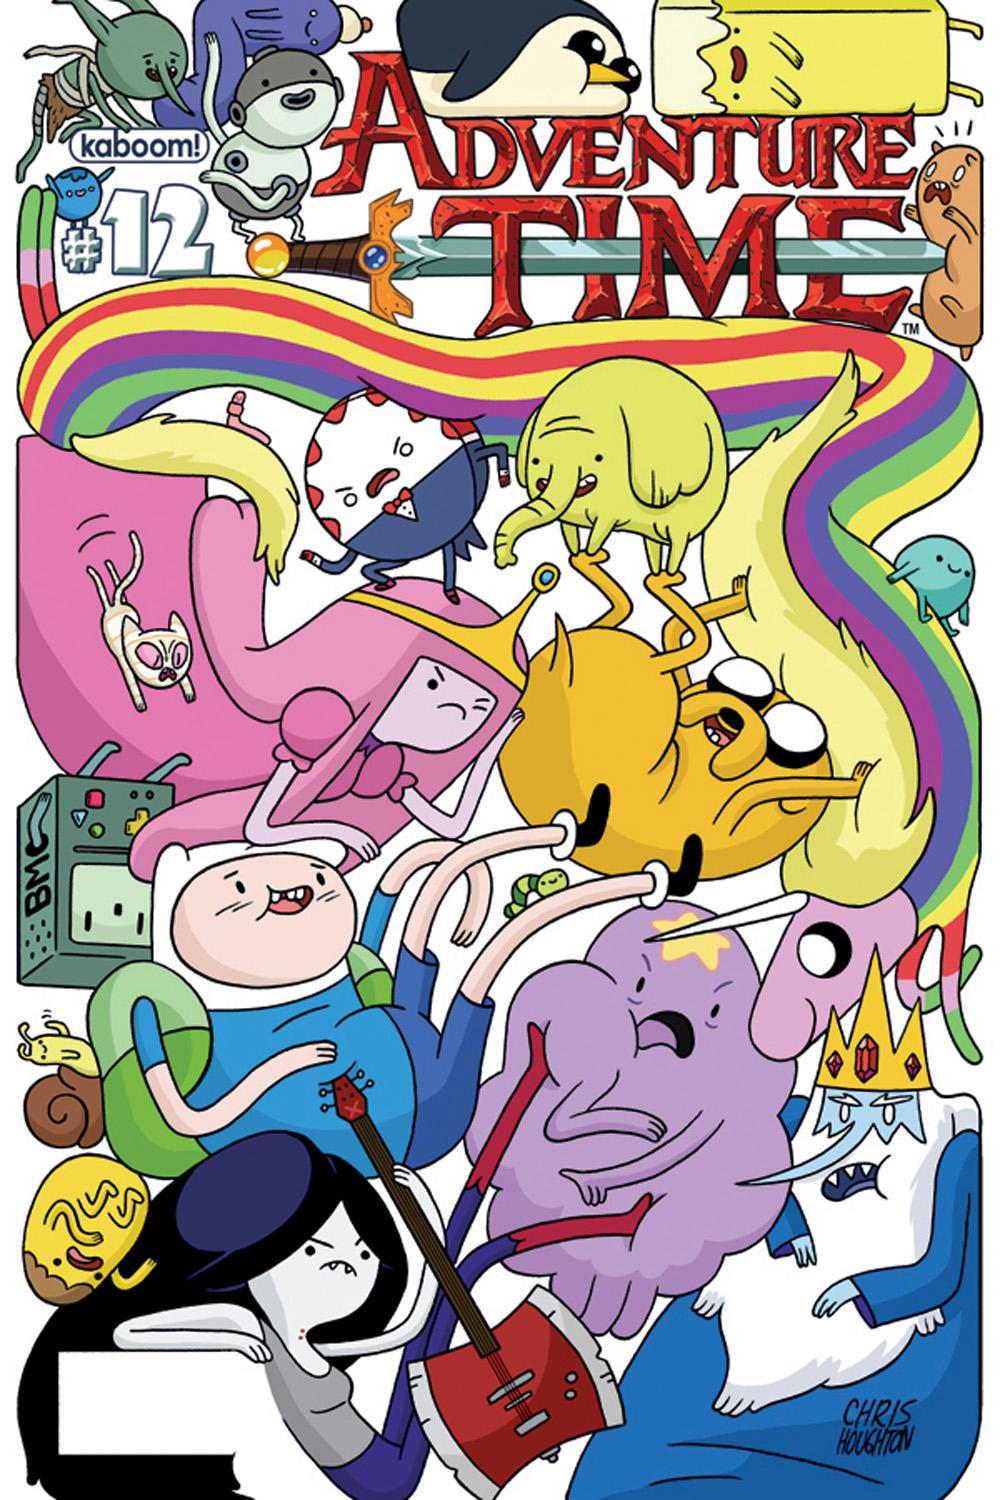 kaboom!
#12
ADVENTURE
TIME
TM
BMO
CHRIS
HOUGHTON